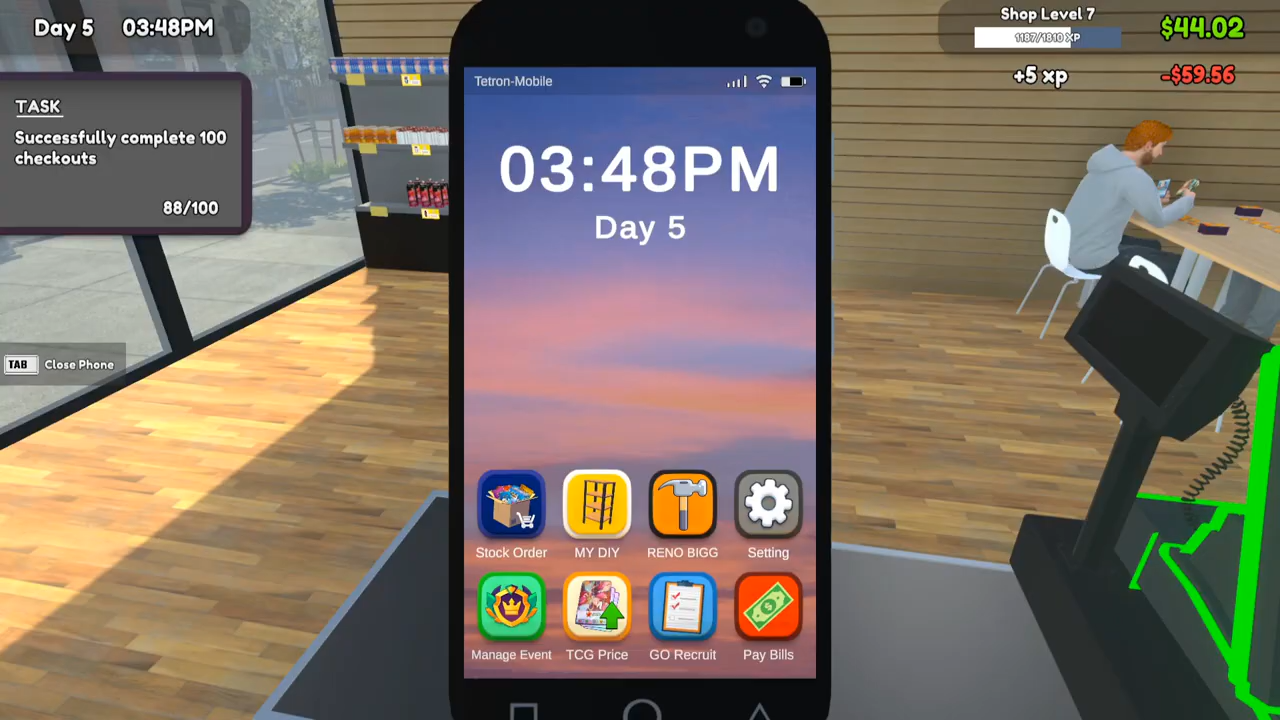 Day 5 03:48PM
Shop Level 7
1187/1810 XP
$44.02
+5 xp
-$59.56
TASK
Successfully complete 100
checkouts
88/100
TAB Close Phone
Tetron-Mobile
03:48PM
Day 5
Stock Order MY DIY RENO BIGG Setting
Manage Event TCG Price GO Recruit Pay Bills